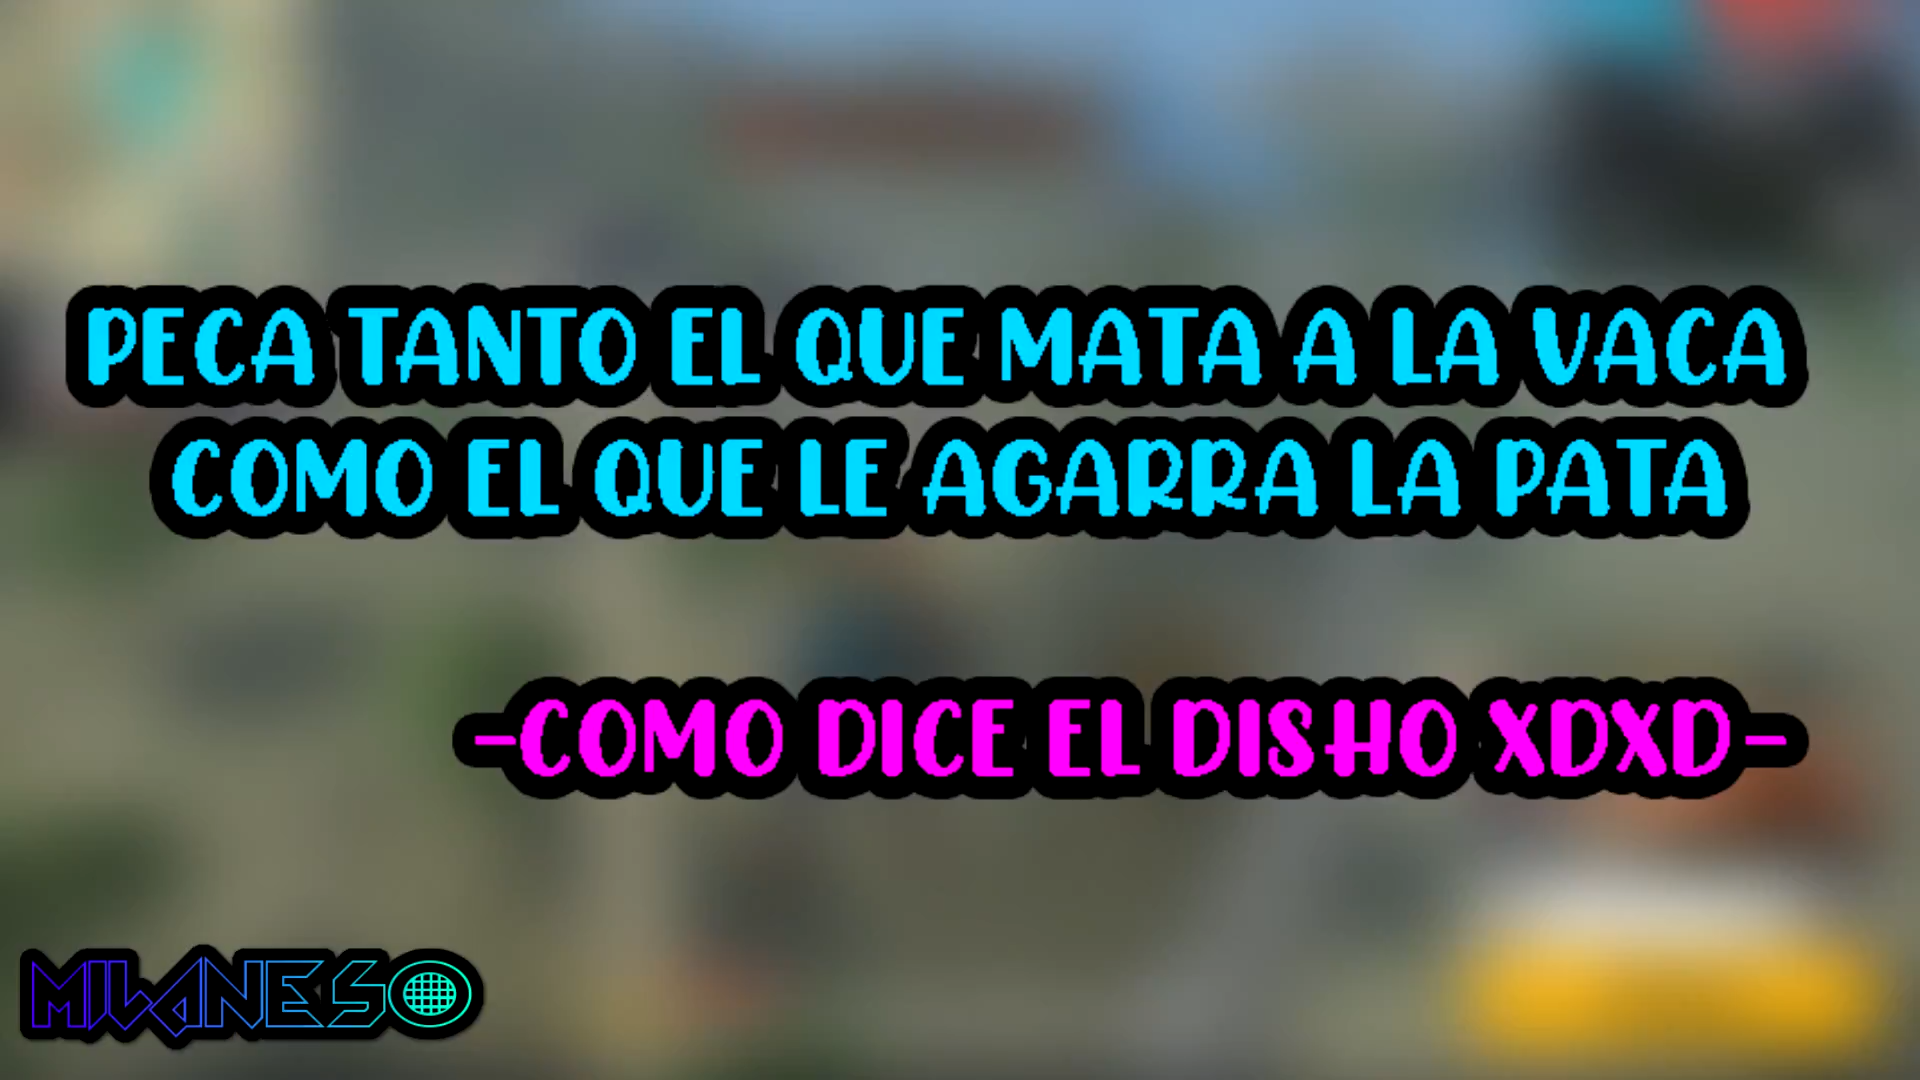 PECA TANTO EL QUE MATA A LA VACA
COMO EL QUE LE AGARRA LA PATA
-COMO DICE EL DISHO XDXD-
MILANESO